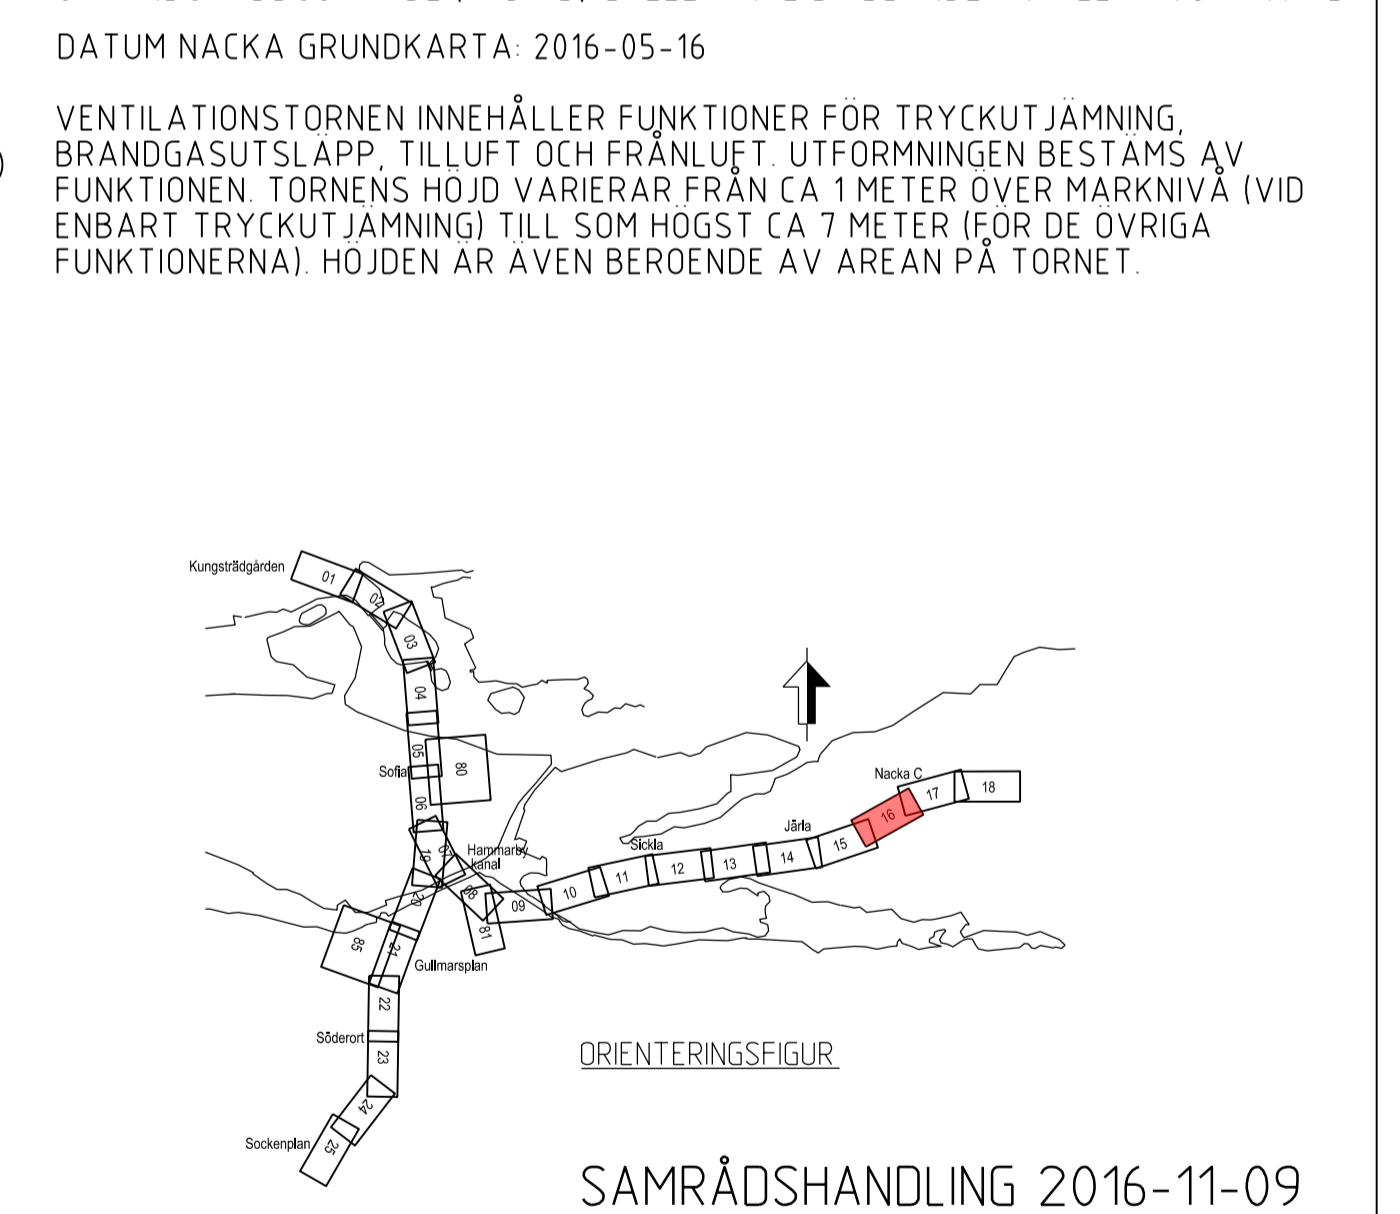 DATUM NACKA GRUNDKARTA: 2016-05-16
VENTILATIONSTORNEN INNEHÅLLER FUNKTIONER FÖR TRYCKUTJÄMNING,
BRANDGASUTSLÄPP, TILLUFT OCH FRÅNLUFT. UTFORMNINGEN BESTÄMS AV
FUNKTIONEN. TORNENS HÖJD VARIERAR FRÅN CA 1 METER ÖVER MARKNIVÅ (VID
ENBART TRYCKUTJÄMNING) TILL SOM HÖGST CA 7 METER (FÖR DE ÖVRIGA
FUNKTIONERNA). HÖJDEN ÄR ÄVEN BEROENDE AV AREAN PÅ TORNET.
Kungsträdgården
01
02
03
04
05
80
Sofia
06
Nacka C
16
17
18
Järla
15
14
13
12
Sickla
11
10
09
Hammarby
kanal
07
19
08
81
20
85
21
Gullmarsplan
22
Söderort
23
24
Sockenplan
25
ORIENTERINGSFIGUR
SAMRÅDSHANDLING 2016-11-09